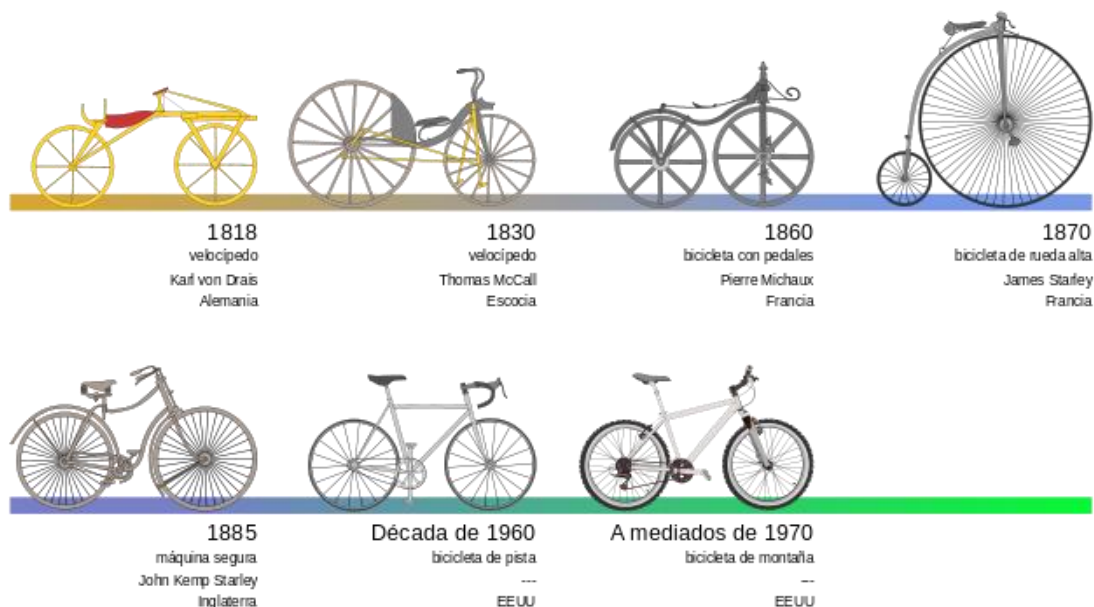 1818
velocípedo
Karl von Drais
Alemania
1830
velocípedo
Thomas McCall
Escocia
1860
bicicleta con pedales
Pierre Michaux
Francia
1870
bicicleta de rueda alta
James Starley
Francia
1885
máquina segura
John Kemp Starley
Inglaterra
Década de 1960
bicicleta de pista
---
EEUU
A mediados de 1970
bicicleta de montaña
---
EEUU